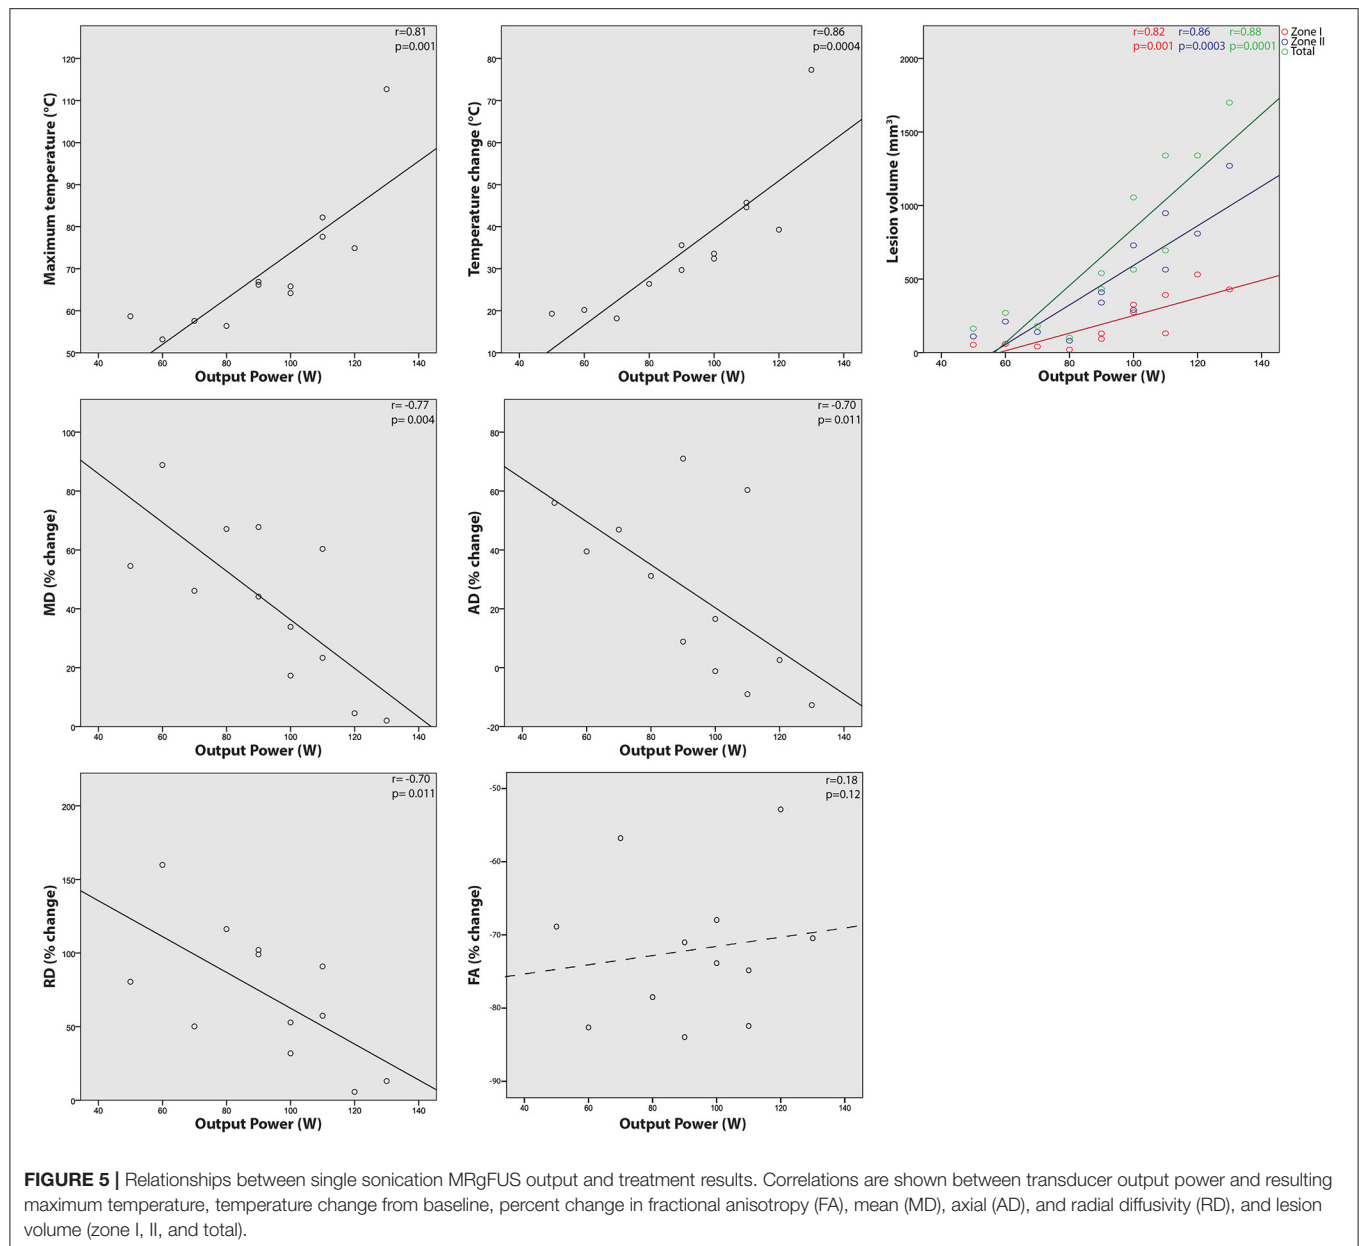 r=0.81
p=0.001
Maximum temperature (°C)
120
110
100
90
80
70
60
50
40 60 80 100 120 140
Output Power (W)
r=0.86
p=0.0004
Temperature change (°C)
80
70
60
50
40
30
20
10
40 60 80 100 120 140
Output Power (W)
r=0.82 r=0.86 r=0.88
p=0.001 p=0.0003 p=0.0001
Zone I
Zone II
Total
Lesion volume (mm³)
2000
1500
1000
500
0
40 60 80 100 120 140
Output Power (W)
r= -0.77
p= 0.004
MD (% change)
100
80
60
40
20
0
40 60 80 100 120 140
Output Power (W)
r= -0.70
p= 0.011
AD (% change)
80
60
40
20
0
-20
40 60 80 100 120 140
Output Power (W)
r= -0.70
p= 0.011
RD (% change)
200
150
100
50
0
40 60 80 100 120 140
Output Power (W)
r=0.18
p=0.12
FA (% change)
-50
-60
-70
-80
-90
40 60 80 100 120 140
Output Power (W)
FIGURE 5 | Relationships between single sonication MRgFUS output and treatment results. Correlations are shown between transducer output power and resulting
maximum temperature, temperature change from baseline, percent change in fractional anisotropy (FA), mean (MD), axial (AD), and radial diffusivity (RD), and lesion
volume (zone I, II, and total).